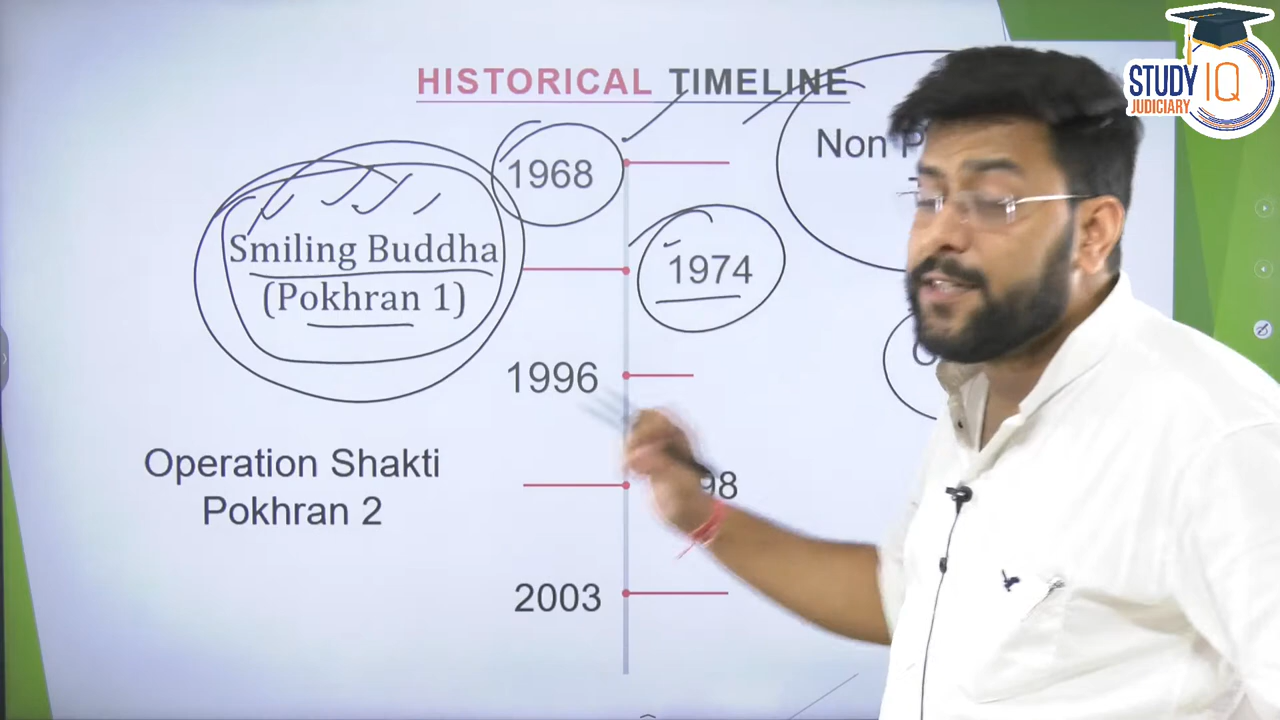 HISTORICAL TIMELINE
STUDY IQ
JUDICIARY
1968
Non
Smiling Buddha
(Pokhran 1)
1974
1996
Operation Shakti
Pokhran 2
98
2003